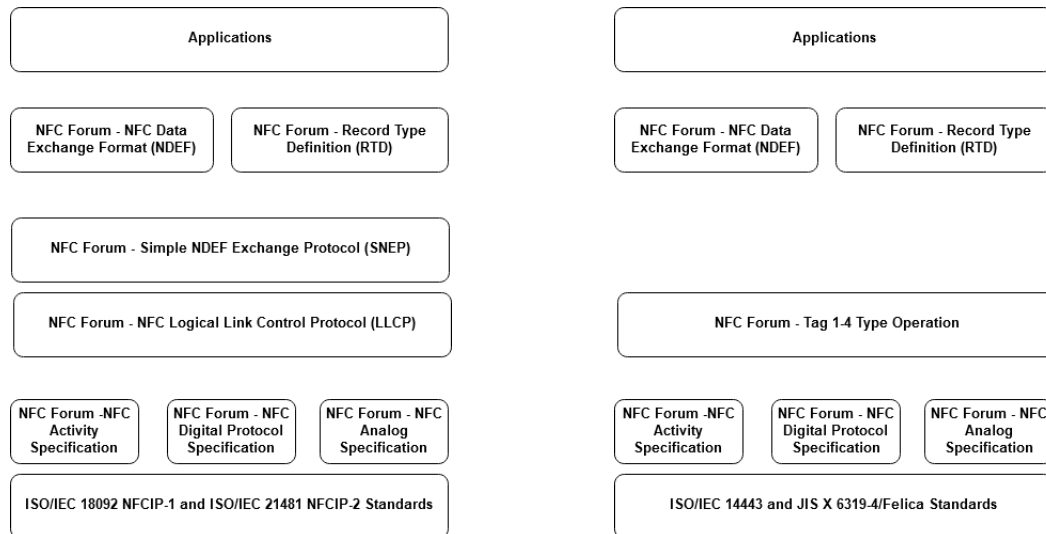 Applications
NFC Forum - NFC Data
Exchange Format (NDEF)
NFC Forum - Record Type
Definition (RTD)
NFC Forum - Simple NDEF Exchange Protocol (SNEP)
NFC Forum - NFC Logical Link Control Protocol (LLCP)
NFC Forum -NFC
Activity
Specification
NFC Forum - NFC
Digital Protocol
Specification
NFC Forum - NFC
Analog
Specification
ISO/IEC 18092 NFCIP-1 and ISO/IEC 21481 NFCIP-2 Standards
Applications
NFC Forum - NFC Data
Exchange Format (NDEF)
NFC Forum - Record Type
Definition (RTD)
NFC Forum - Tag 1-4 Type Operation
NFC Forum -NFC
Activity
Specification
NFC Forum - NFC
Digital Protocol
Specification
NFC Forum - NFC
Analog
Specification
ISO/IEC 14443 and JIS X 6319-4/Felica Standards